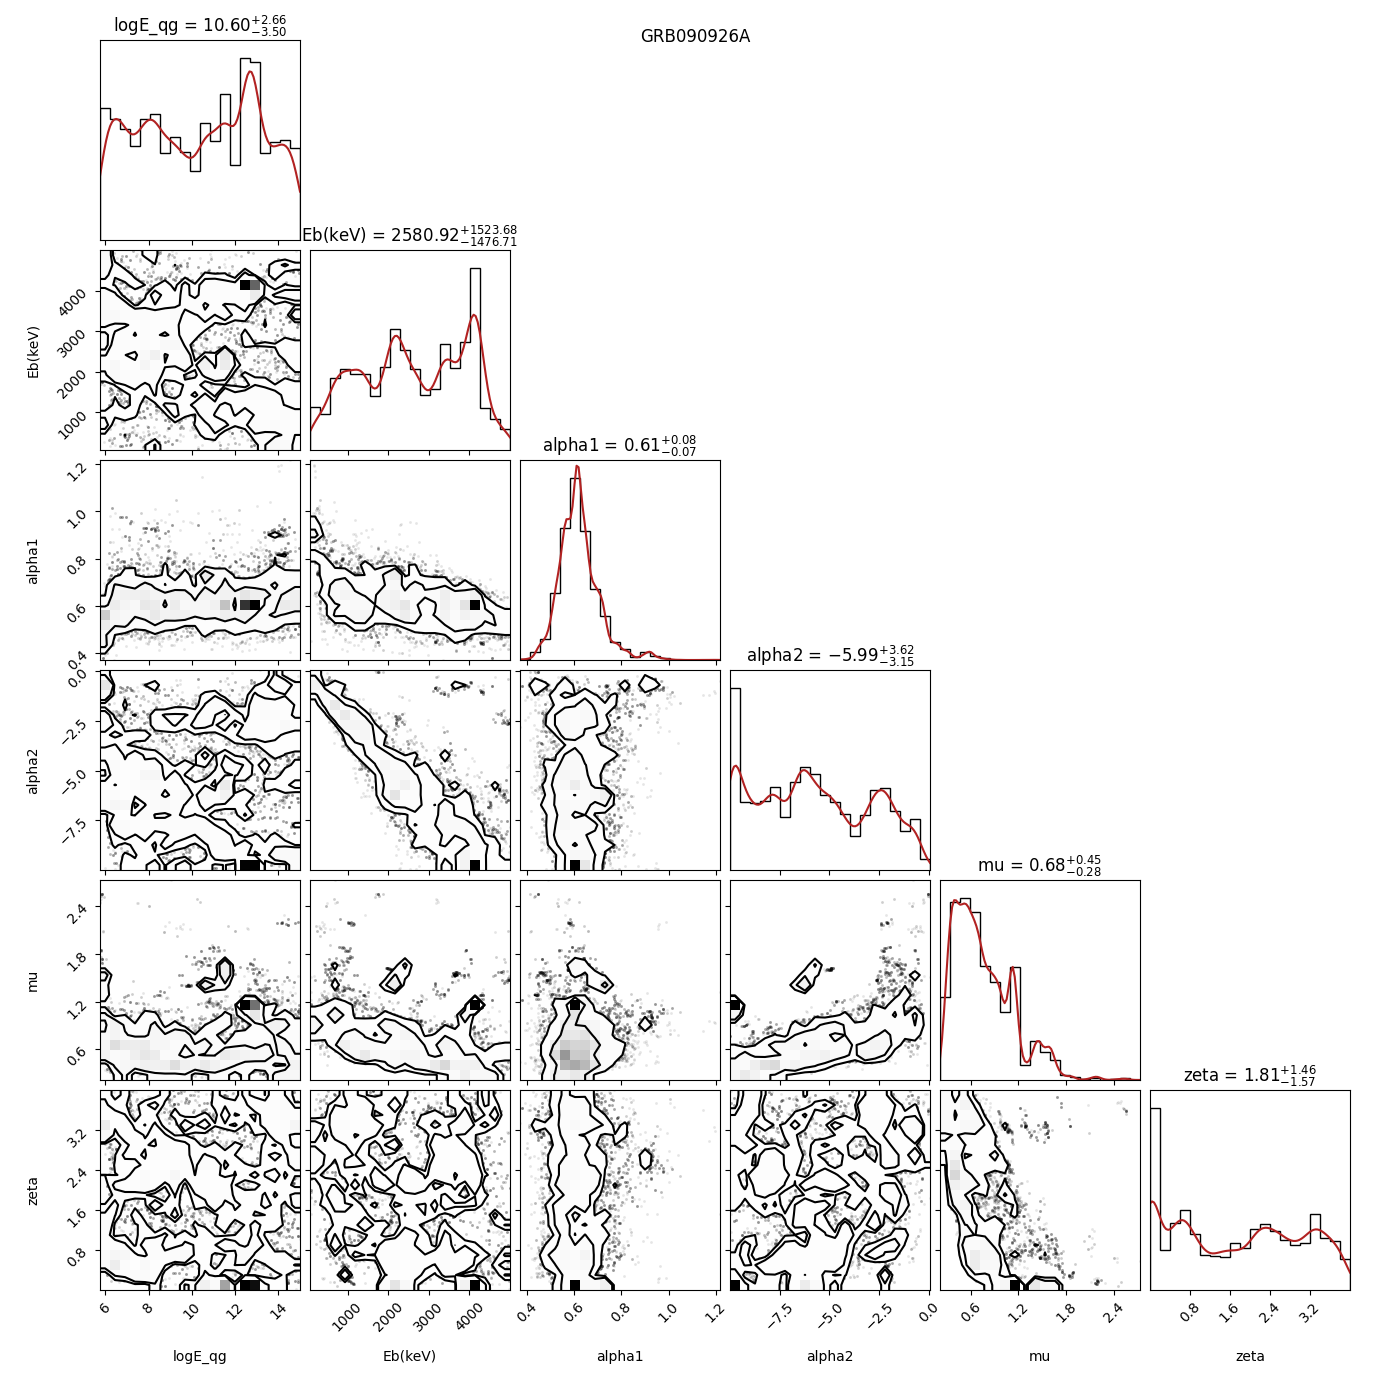 logE_qg = 10.60+2.66 −3.50
GRB090926A
Eb(keV) = 2580.92+1523.68 −1476.71
Eb(keV)
4000
3000
2000
1000
alpha1 = 0.61+0.08 −0.07
alpha1
1.2
1.0
0.8
0.6
0.4
alpha2 = −5.99+3.62 −3.15
alpha2
0.0
−2.5
−5.0
−7.5
mu = 0.68+0.45 −0.28
mu
2.4
1.8
1.2
0.6
zeta = 1.81+1.46 −1.57
zeta
3.2
2.4
1.6
0.8
6 8 10 12 14 1000 2000 3000 4000 0.4 0.6 0.8 1.0 1.2 −7.5 −5.0 −2.5 0.0 0.6 1.2 1.8 2.4 0.8 1.6 2.4 3.2
logE_qg Eb(keV) alpha1 alpha2 mu zeta